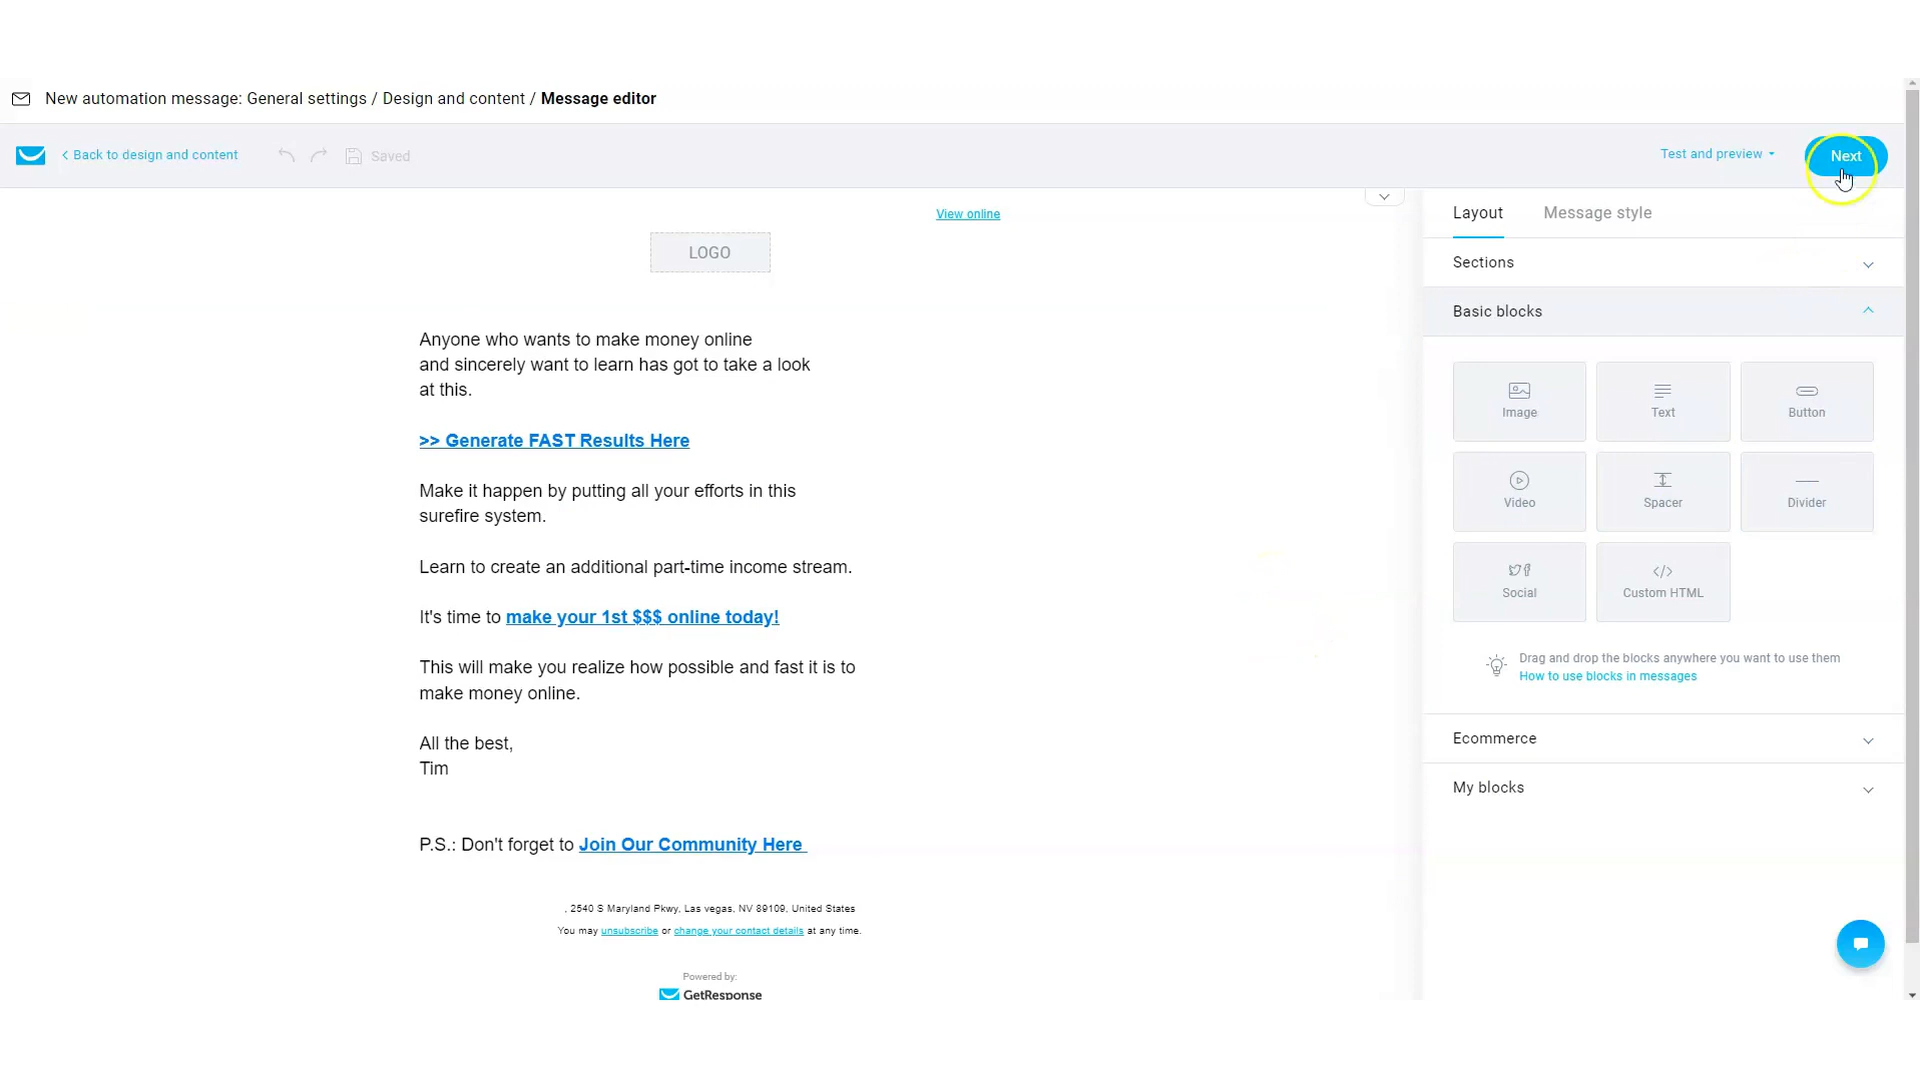 New automation message: General settings / Design and content / Message editor
Back to design and content
Saved
Test and preview
Next
View online
LOGO
Anyone who wants to make money online
and sincerely want to learn has got to take a look
at this.
>> Generate FAST Results Here
Make it happen by putting all your efforts in this
surefire system.
Learn to create an additional part-time income stream.
It's time to make your 1st $$$ online today!
This will make you realize how possible and fast it is to
make money online.
All the best,
Tim
P.S.: Don't forget to Join Our Community Here
, 2540 S Maryland Pkwy, Las vegas, NV 89109, United States
You may unsubscribe or change your contact details at any time.
Powered by:
GetResponse
Layout
Message style
Sections
Basic blocks
Image
Text
Button
Video
Spacer
Divider
Social
Custom HTML
Drag and drop the blocks anywhere you want to use them
How to use blocks in messages
Ecommerce
My blocks